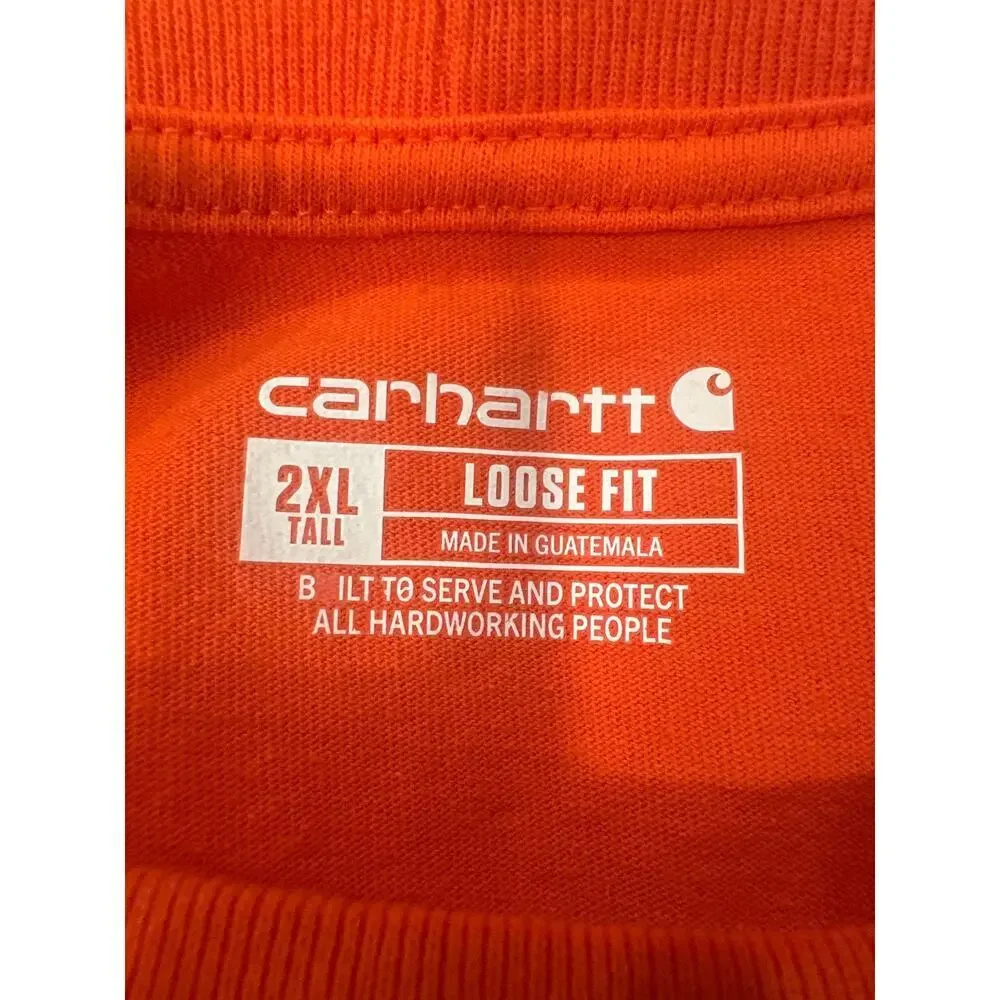 carhartt
2XL
TALL
LOOSE FIT
MADE IN GUATEMALA
B ILT TO SERVE AND PROTECT
ALL HARDWORKING PEOPLE